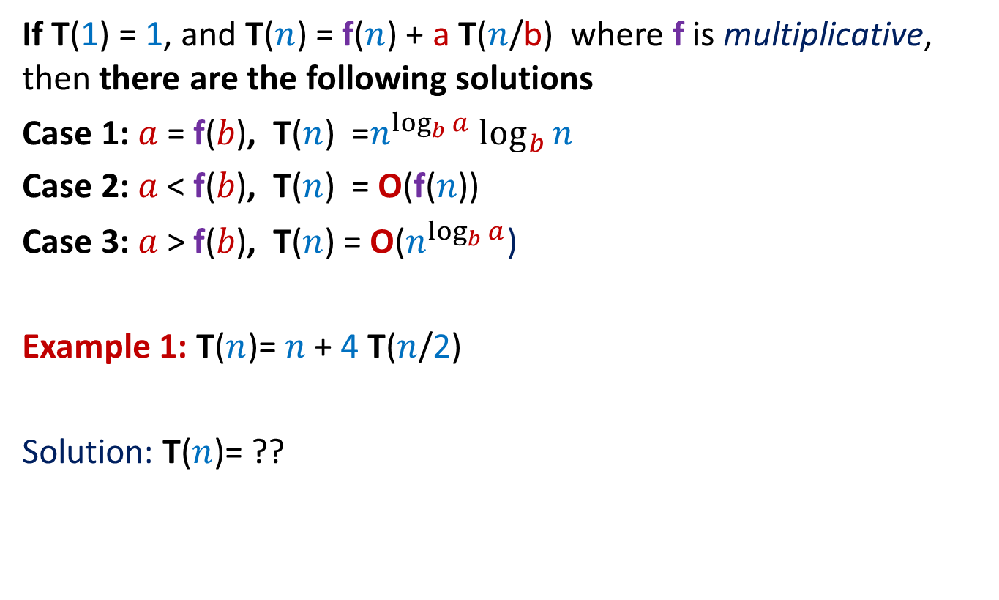 If T(1) = 1, and T(n) = f(n) + a T(n/b) where f is multiplicative,
then there are the following solutions
Case 1: a = f(b), T(n) =n^{log_b a} log_b n
Case 2: a < f(b), T(n) = O(f(n))
Case 3: a > f(b), T(n) = O(n^{log_b a})
Example 1: T(n)= n + 4 T(n/2)
Solution: T(n)= ??